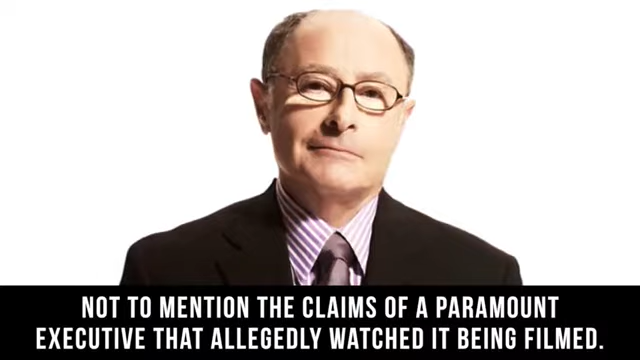 NOT TO MENTION THE CLAIMS OF A PARAMOUNT
EXECUTIVE THAT ALLEGEDLY WATCHED IT BEING FILMED.